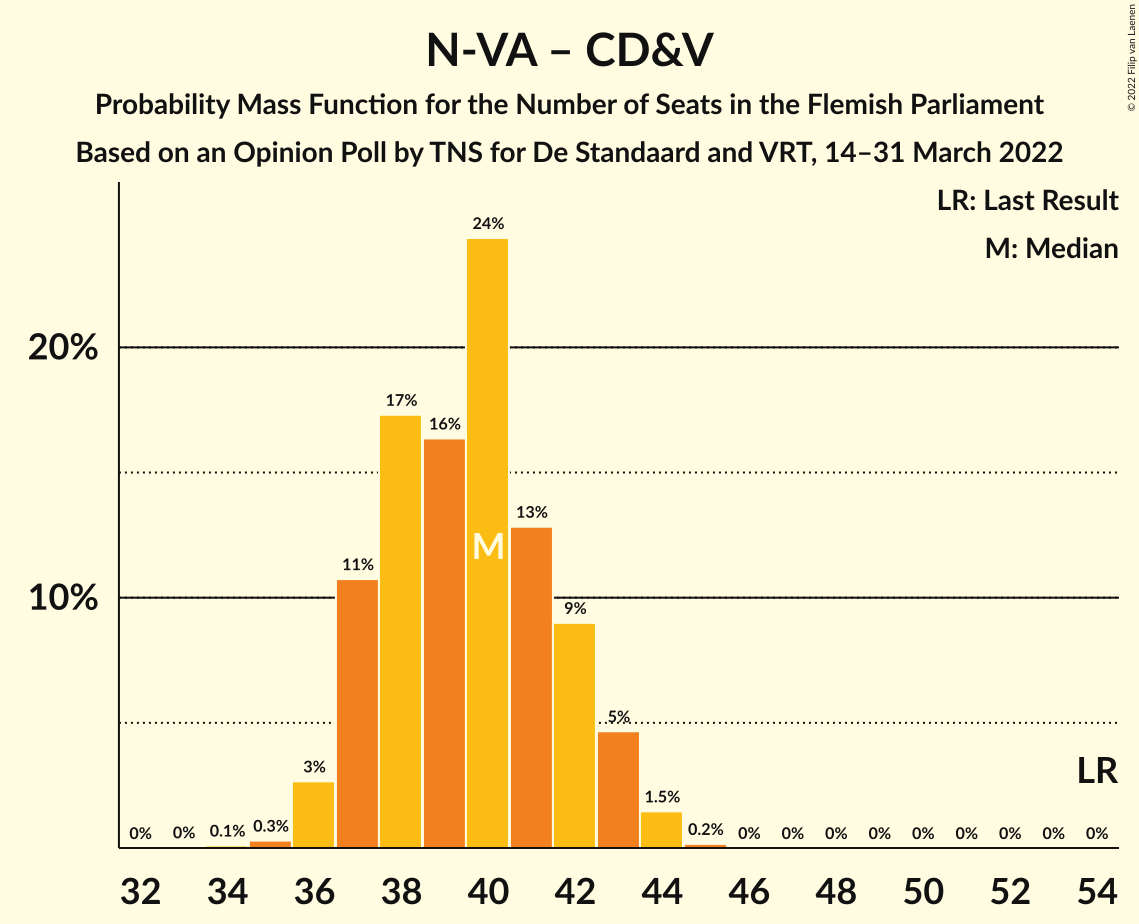 N-VA – CD&V
Probability Mass Function for the Number of Seats in the Flemish Parliament
Based on an Opinion Poll by TNS for De Standaard and VRT, 14–31 March 2022
© 2022 Filip van Laenen
LR: Last Result
M: Median
24%
20%
17%
16%
13%
M
11%
10%
9%
5%
3%
LR
1.5%
0% 0% 0.1% 0.3% 0.2% 0% 0% 0% 0% 0% 0% 0% 0% 0%
32 34 36 38 40 42 44 46 48 50 52 54